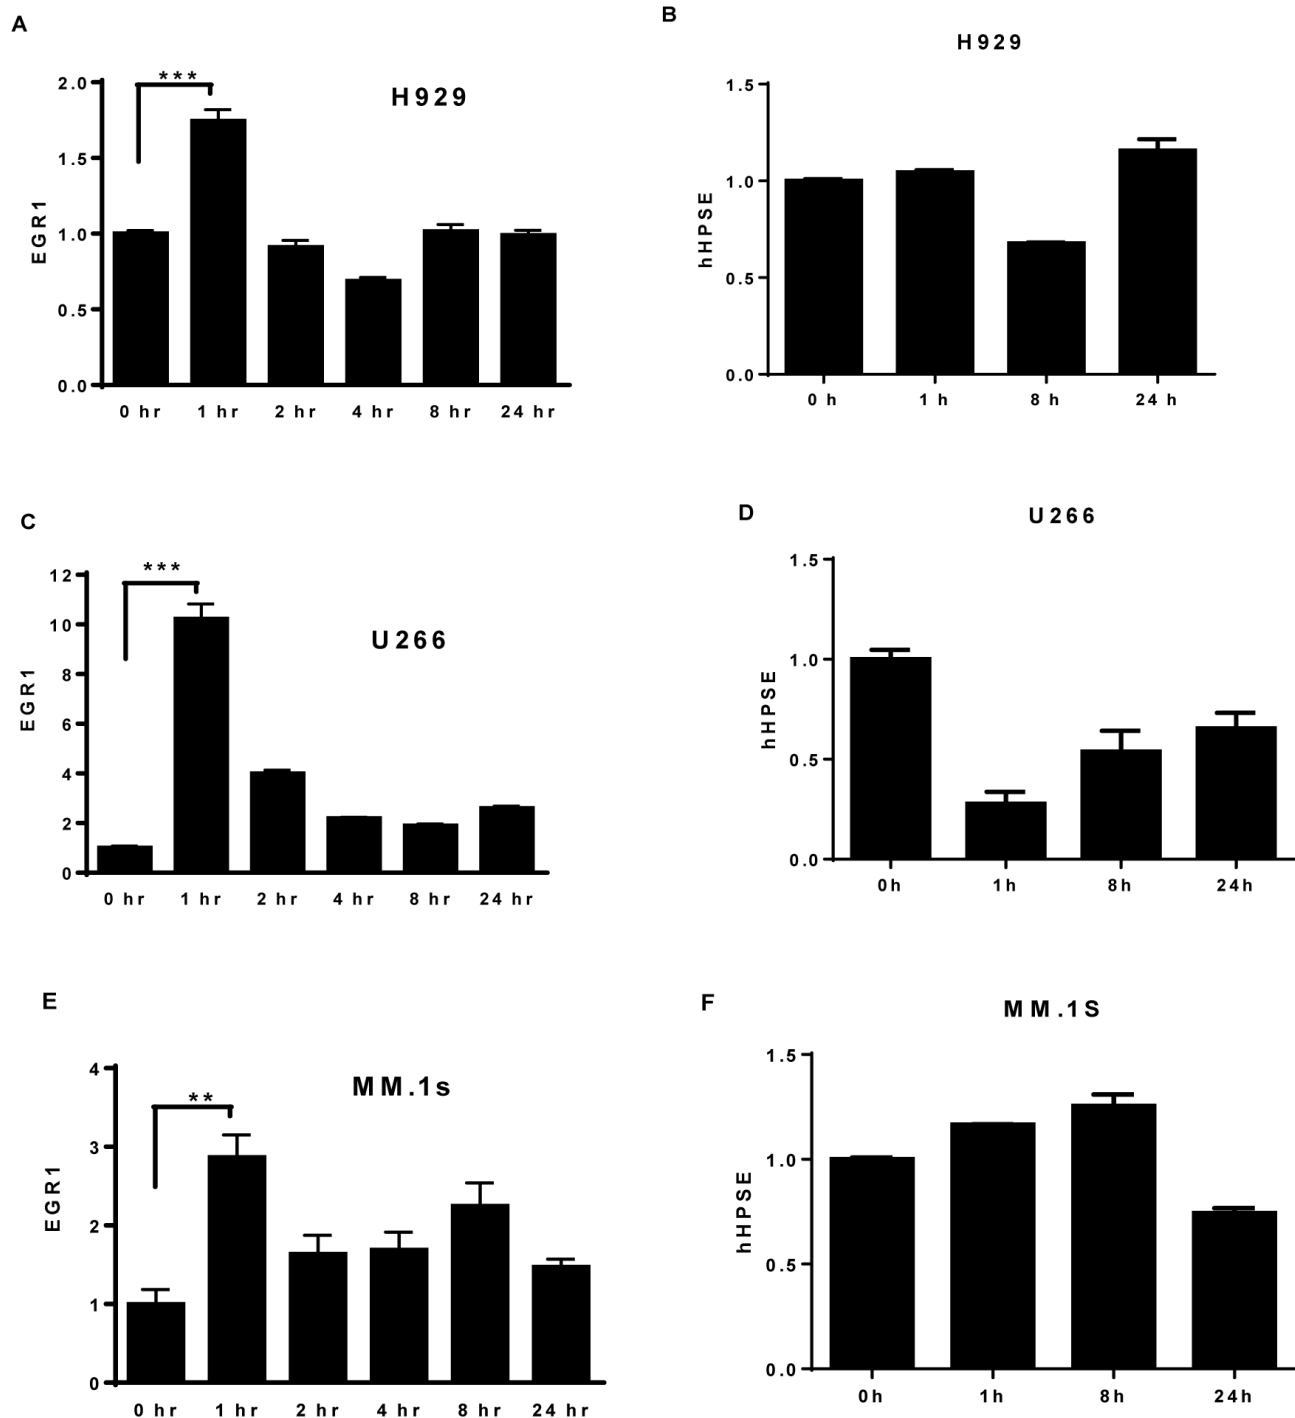 A
H929
***
EGR1
2.0
1.5
1.0
0.5
0.0
0 hr 1 hr 2 hr 4 hr 8 hr 24 hr
B
H929
hHPSE
1.5
1.0
0.5
0.0
0 h 1 h 8 h 24 h
C
U266
***
EGR1
12
10
8
6
4
2
0
0 hr 1 hr 2 hr 4 hr 8 hr 24 hr
D
U266
hHPSE
1.5
1.0
0.5
0.0
0h 1h 8h 24h
E
MM.1s
**
EGR1
4
3
2
1
0
0 hr 1 hr 2 hr 4 hr 8 hr 24 hr
F
MM.1S
hHPSE
1.5
1.0
0.5
0.0
0h 1h 8h 24h